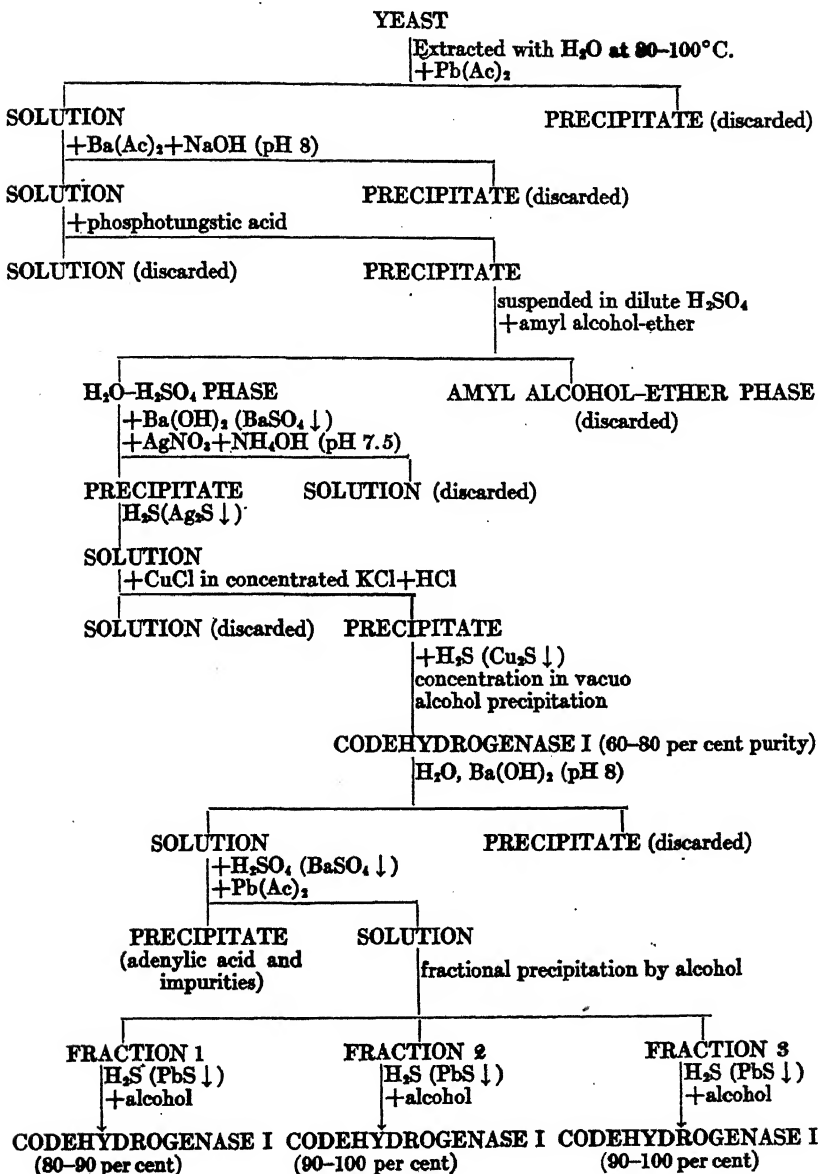 YEAST
Extracted with H₂O at 80–100°C.
+Pb(Ac)₂
SOLUTION PRECIPITATE (discarded)
+Ba(Ac)₂+NaOH (pH 8)
SOLUTION PRECIPITATE (discarded)
+phosphotungstic acid
SOLUTION (discarded) PRECIPITATE
suspended in dilute H₂SO₄
+amyl alcohol-ether
H₂O–H₂SO₄ PHASE AMYL ALCOHOL–ETHER PHASE
+Ba(OH)₂ (BaSO₄ ↓) (discarded)
+AgNO₃+NH₄OH (pH 7.5)
PRECIPITATE SOLUTION (discarded)
H₂S(Ag₂S ↓)
SOLUTION
+CuCl in concentrated KCl+HCl
SOLUTION (discarded) PRECIPITATE
+H₂S (Cu₂S ↓)
concentration in vacuo
alcohol precipitation
CODEHYDROGENASE I (60–80 per cent purity)
H₂O, Ba(OH)₂ (pH 8)
SOLUTION PRECIPITATE (discarded)
+H₂SO₄ (BaSO₄ ↓)
+Pb(Ac)₂
PRECIPITATE SOLUTION
(adenylic acid and
impurities)
fractional precipitation by alcohol
FRACTION 1 FRACTION 2 FRACTION 3
H₂S (PbS ↓) H₂S (PbS ↓) H₂S (PbS ↓)
+alcohol +alcohol +alcohol
CODEHYDROGENASE I CODEHYDROGENASE I CODEHYDROGENASE I
(80–90 per cent) (90–100 per cent) (90–100 per cent)